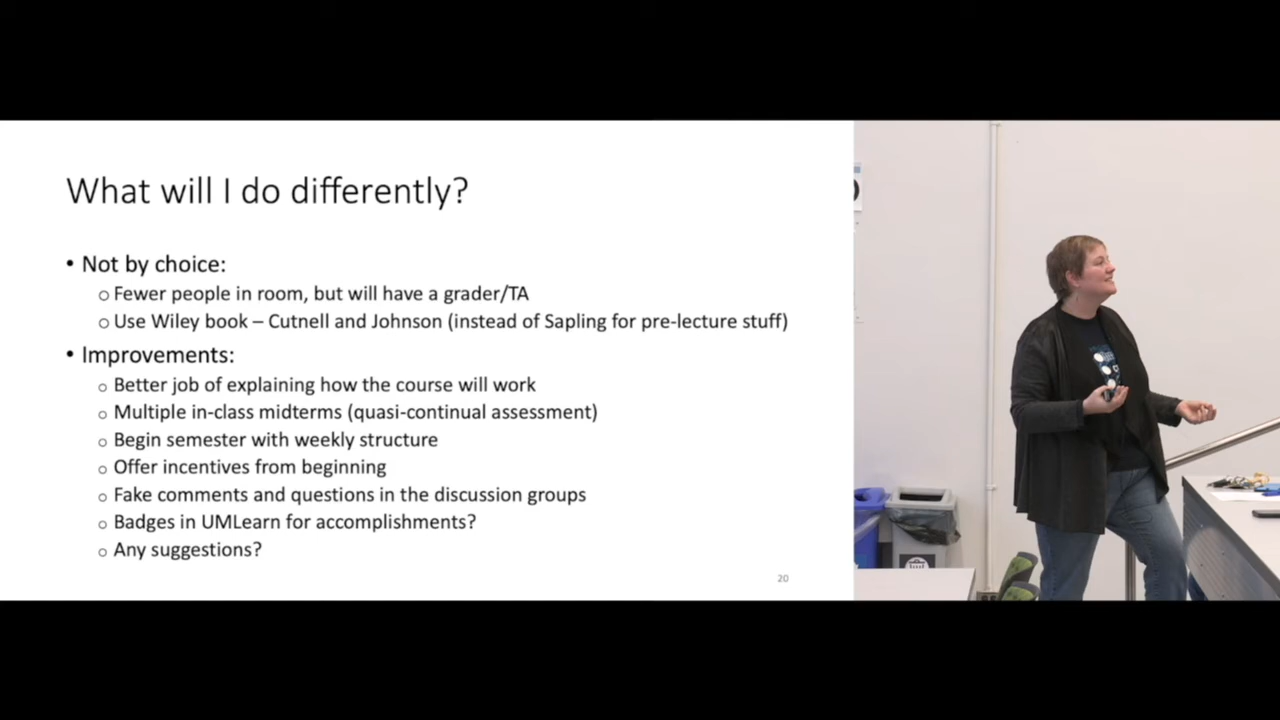 What will I do differently?
• Not by choice:
o Fewer people in room, but will have a grader/TA
o Use Wiley book – Cutnell and Johnson (instead of Sapling for pre-lecture stuff)
• Improvements:
o Better job of explaining how the course will work
o Multiple in-class midterms (quasi-continual assessment)
o Begin semester with weekly structure
o Offer incentives from beginning
o Fake comments and questions in the discussion groups
o Badges in UMLearn for accomplishments?
o Any suggestions?
20